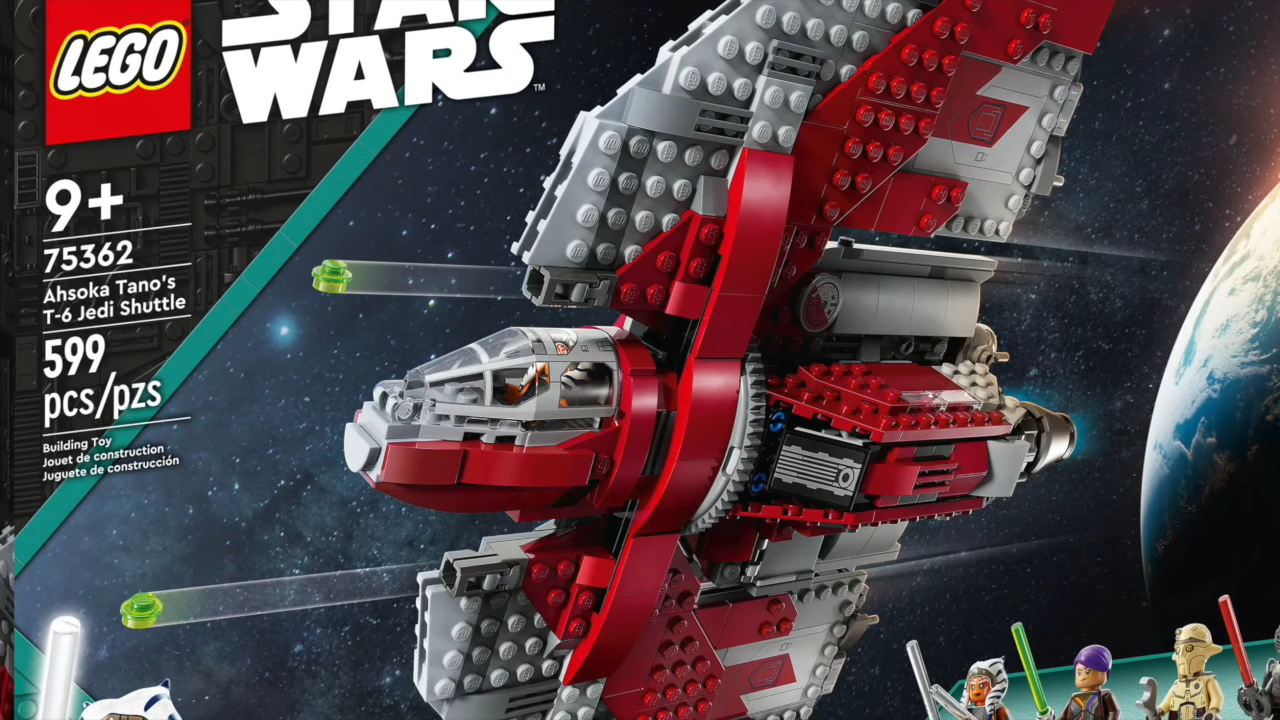 LEGO
STAR
WARS
™
9+
75362
Ahsoka Tano's
T-6 Jedi Shuttle
599
pcs/pzs
Building Toy
Jouet de construction
Juguete de construcción